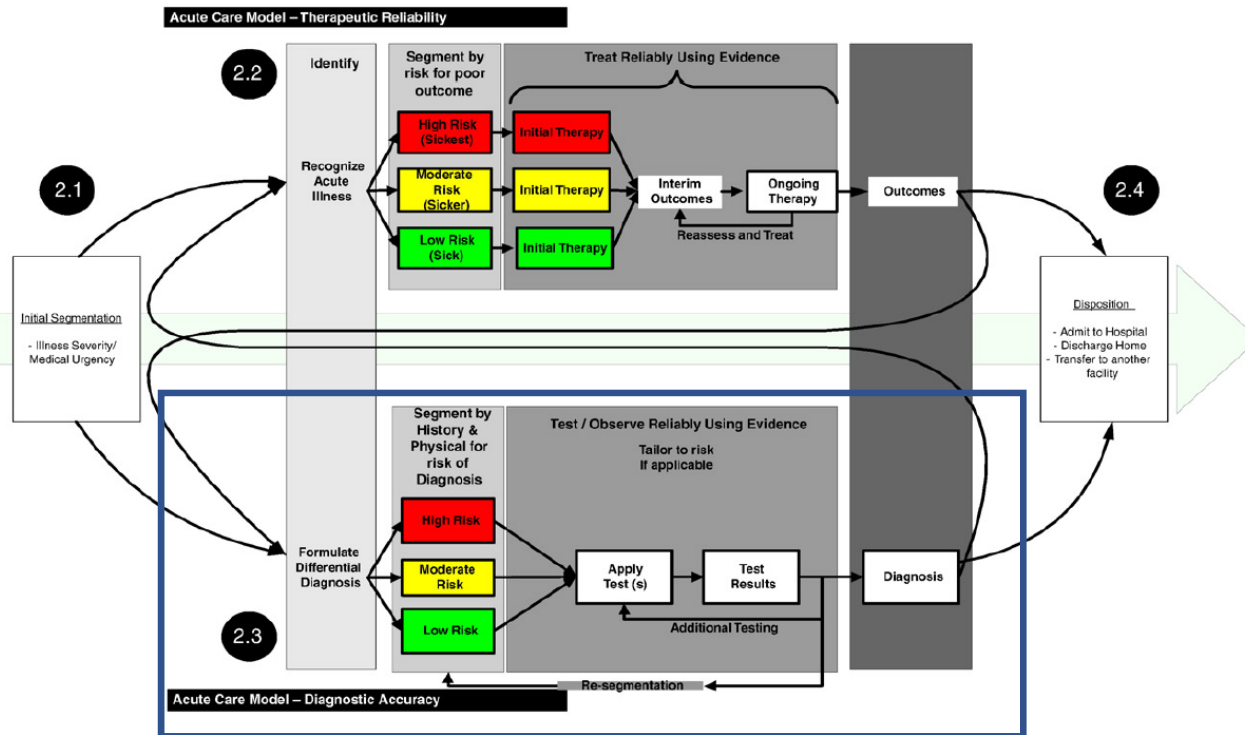 Acute Care Model – Therapeutic Reliability
2.2
Identify
Segment by
risk for poor
outcome
Treat Reliably Using Evidence
High Risk
(Sickest)
Initial Therapy
2.1
Recognize
Acute
Illness
Moderate
Risk
(Sicker)
Initial Therapy
Interim
Outcomes
Ongoing
Therapy
Outcomes
2.4
Low Risk
(Sick)
Initial Therapy
Reassess and Treat
Initial Segmentation
- Illness Severity/
Medical Urgency
Disposition
- Admit to Hospital
- Discharge Home
- Transfer to another
facility
Segment by
History &
Physical for
risk of
Diagnosis
Test / Observe Reliably Using Evidence
Tailor to risk
If applicable
High Risk
Formulate
Differential
Diagnosis
Moderate
Risk
Apply
Test (s)
Test
Results
Diagnosis
Low Risk
Additional Testing
2.3
Re-segmentation
Acute Care Model – Diagnostic Accuracy